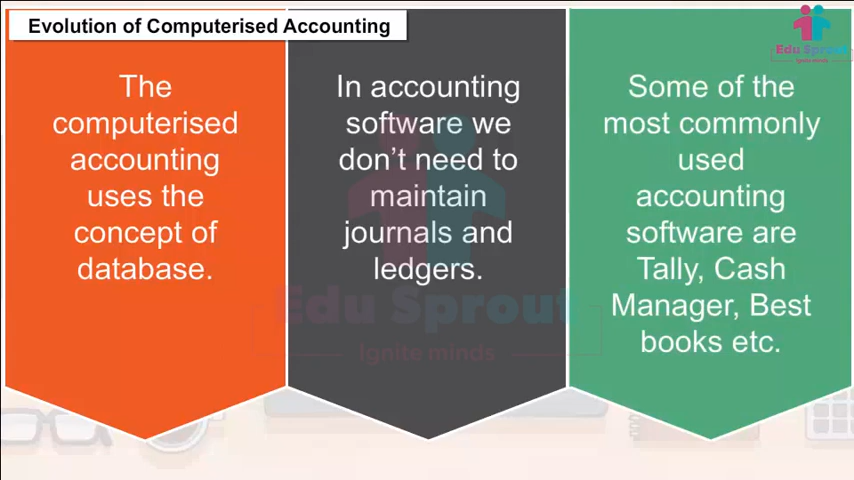 Evolution of Computerised Accounting
The
computerised
accounting
uses the
concept of
database.
In accounting
software we
don't need to
maintain
journals and
ledgers.
Some of the
most commonly
used
accounting
software are
Tally, Cash
Manager, Best
books etc.
Edu Sprout
Ignite minds
Edu Sprout
Ignite minds